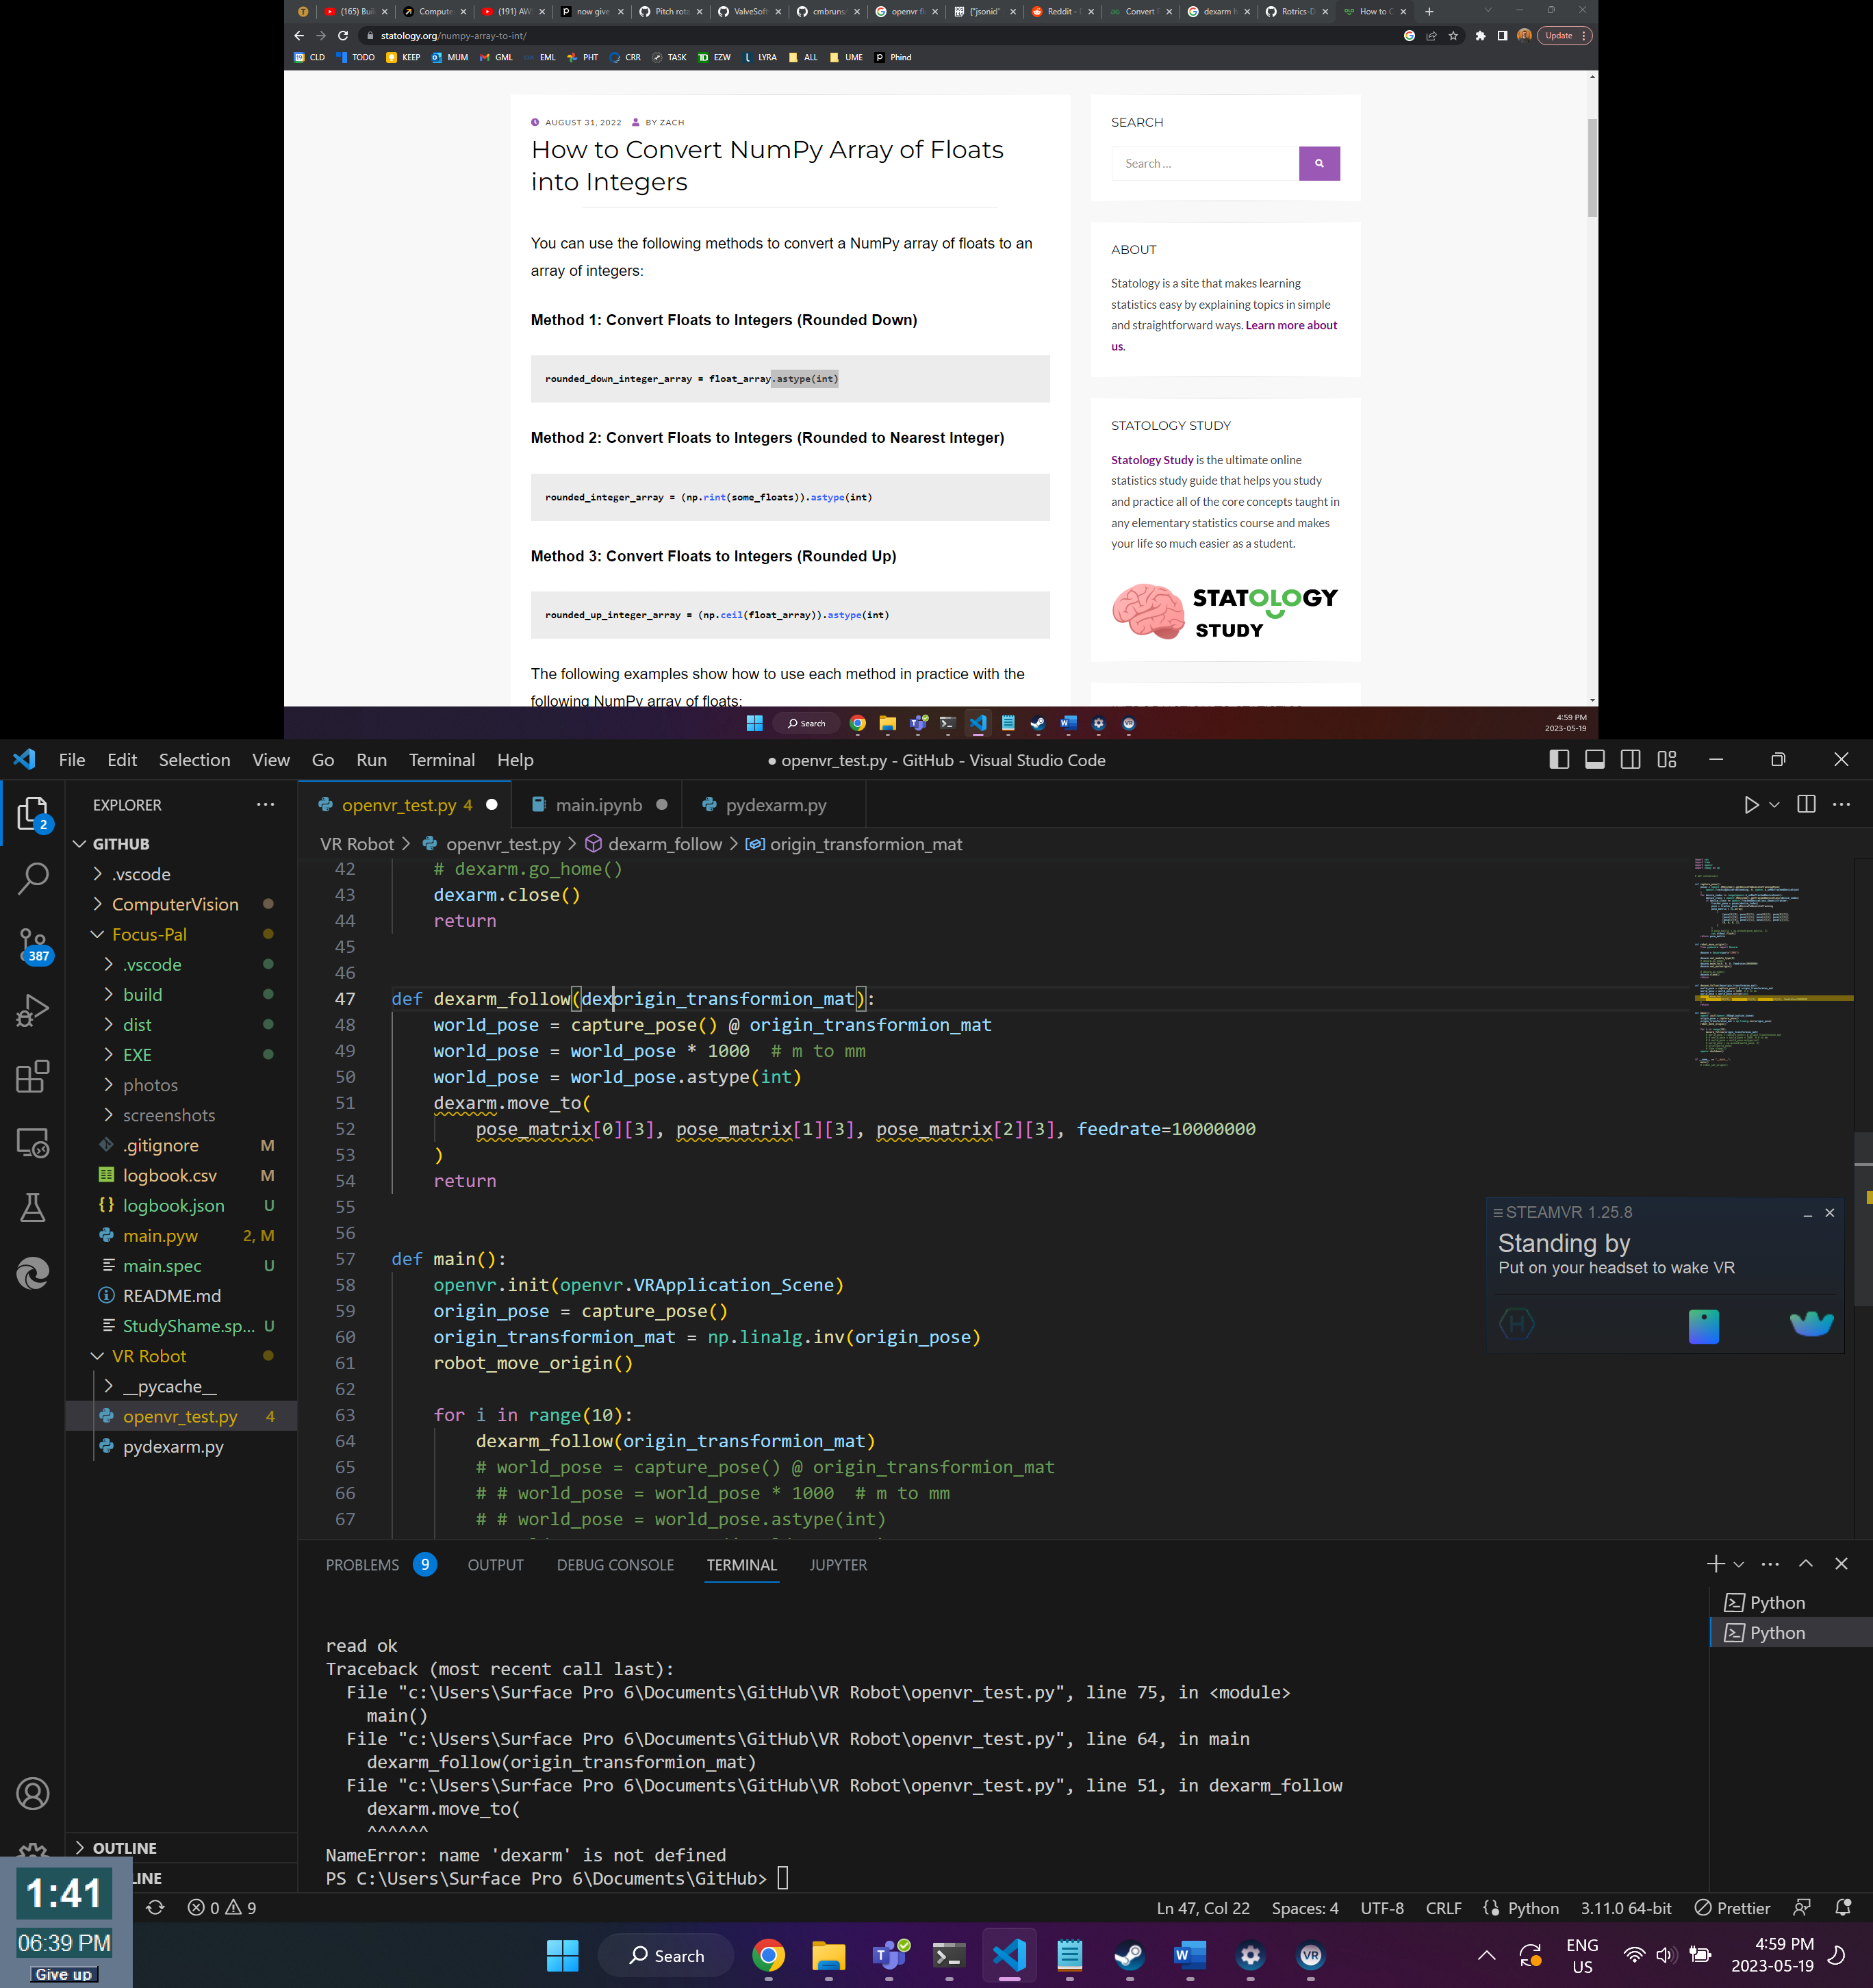 (165) Buil
Compute
(191) AW
now give
Pitch rota
ValveSoft
cmbruns/
openvr fl
{"jsonid"
Reddit -
Convert
dexarm
Rotrics-D
How to C
statology.org/numpy-array-to-int/
Update
CLD TODO KEEP MUM GML EML PHT CRR TASK EZW LYRA ALL UME Phind
AUGUST 31, 2022 BY ZACH
How to Convert NumPy Array of Floats
into Integers
You can use the following methods to convert a NumPy array of floats to an
array of integers:
Method 1: Convert Floats to Integers (Rounded Down)
rounded_down_integer_array = float_array.astype(int)
Method 2: Convert Floats to Integers (Rounded to Nearest Integer)
rounded_integer_array = (np.rint(some_floats)).astype(int)
Method 3: Convert Floats to Integers (Rounded Up)
rounded_up_integer_array = (np.ceil(float_array)).astype(int)
The following examples show how to use each method in practice with the
following NumPy array of floats:
SEARCH
Search ...
ABOUT
Statology is a site that makes learning
statistics easy by explaining topics in simple
and straightforward ways. Learn more about
us.
STATOLOGY STUDY
Statology Study is the ultimate online
statistics study guide that helps you study
and practice all of the core concepts taught in
any elementary statistics course and makes
your life so much easier as a student.
STATOLOGY
STUDY
Search
4:59 PM
2023-05-19
File Edit Selection View Go Run Terminal Help
● openvr_test.py - GitHub - Visual Studio Code
EXPLORER
GITHUB
.vscode
ComputerVision
Focus-Pal
.vscode
build
dist
EXE
photos
screenshots
.gitignore M
logbook.csv M
logbook.json U
main.pyw 2, M
main.spec U
README.md
StudyShame.sp... U
VR Robot
__pycache__
openvr_test.py 4
pydexarm.py
OUTLINE
LINE
2
387
openvr_test.py 4
main.ipynb
pydexarm.py
VR Robot > openvr_test.py > dexarm_follow > origin_transformion_mat
42 # dexarm.go_home()
43 dexarm.close()
44 return
45
46
47 def dexarm_follow(dexorigin_transformion_mat):
48 world_pose = capture_pose() @ origin_transformion_mat
49 world_pose = world_pose * 1000 # m to mm
50 world_pose = world_pose.astype(int)
51 dexarm.move_to(
52 pose_matrix[0][3], pose_matrix[1][3], pose_matrix[2][3], feedrate=10000000
53 )
54 return
55
56
57 def main():
58 openvr.init(openvr.VRApplication_Scene)
59 origin_pose = capture_pose()
60 origin_transformion_mat = np.linalg.inv(origin_pose)
61 robot_move_origin()
62
63 for i in range(10):
64 dexarm_follow(origin_transformion_mat)
65 # world_pose = capture_pose() @ origin_transformion_mat
66 # # world_pose = world_pose * 1000 # m to mm
67 # # world_pose = world_pose.astype(int)
STEAMVR 1.25.8
Standing by
Put on your headset to wake VR
PROBLEMS 9 OUTPUT DEBUG CONSOLE TERMINAL JUPYTER
Python
Python
read ok
Traceback (most recent call last):
File "c:\Users\Surface Pro 6\Documents\GitHub\VR Robot\openvr_test.py", line 75, in <module>
main()
File "c:\Users\Surface Pro 6\Documents\GitHub\VR Robot\openvr_test.py", line 64, in main
dexarm_follow(origin_transformion_mat)
File "c:\Users\Surface Pro 6\Documents\GitHub\VR Robot\openvr_test.py", line 51, in dexarm_follow
dexarm.move_to(
^^^^^^
NameError: name 'dexarm' is not defined
PS C:\Users\Surface Pro 6\Documents\GitHub>
1:41
06:39 PM
Give up
0 9
Ln 47, Col 22 Spaces: 4 UTF-8 CRLF Python 3.11.0 64-bit Prettier
Search
ENG
US
4:59 PM
2023-05-19